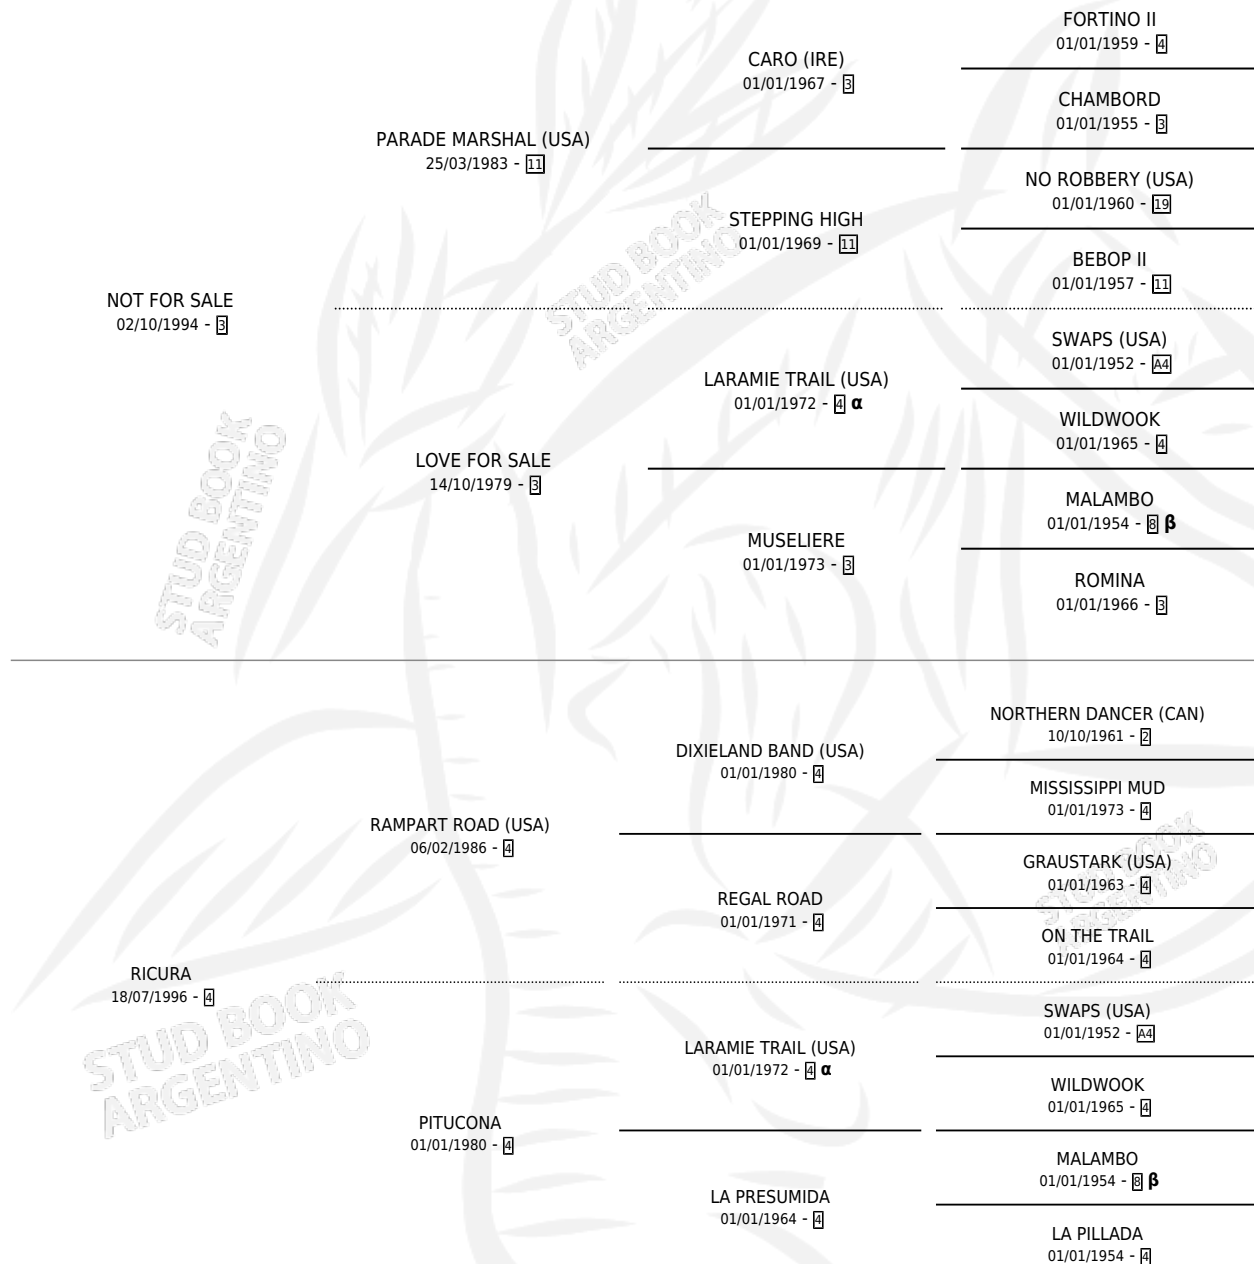 FORTINO II
01/01/1959 - 4
CARO (IRE)
01/01/1967 - 3
CHAMBORD
01/01/1955 - 3
PARADE MARSHAL (USA)
25/03/1983 - 11
NO ROBBERY (USA)
01/01/1960 - 19
STEPPING HIGH
01/01/1969 - 11
BEBOP II
01/01/1957 - 11
NOT FOR SALE
02/10/1994 - 3
SWAPS (USA)
01/01/1952 - A4
LARAMIE TRAIL (USA)
01/01/1972 - 4 α
WILDWOOK
01/01/1965 - 4
LOVE FOR SALE
14/10/1979 - 3
MALAMBO
01/01/1954 - 8 β
MUSELIERE
01/01/1973 - 3
ROMINA
01/01/1966 - 3
NORTHERN DANCER (CAN)
10/10/1961 - 2
DIXIELAND BAND (USA)
01/01/1980 - 4
MISSISSIPPI MUD
01/01/1973 - 4
RAMPART ROAD (USA)
06/02/1986 - 4
GRAUSTARK (USA)
01/01/1963 - 4
REGAL ROAD
01/01/1971 - 4
ON THE TRAIL
01/01/1964 - 4
RICURA
18/07/1996 - 4
SWAPS (USA)
01/01/1952 - A4
LARAMIE TRAIL (USA)
01/01/1972 - 4 α
WILDWOOK
01/01/1965 - 4
PITUCONA
01/01/1980 - 4
MALAMBO
01/01/1954 - 8 β
LA PRESUMIDA
01/01/1964 - 4
LA PILLADA
01/01/1954 - 4
STUD BOOK
ARGENTINO
STUD BOOK
ARGENTINO
STUD BOOK
ARGENTINO
STUD BOOK
ARGENTINO